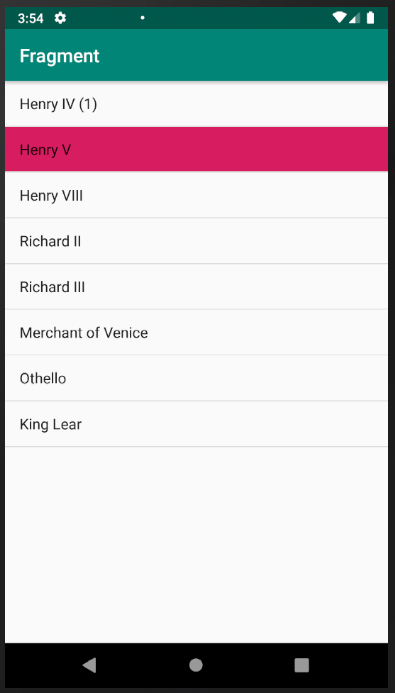 3:54
Fragment
Henry IV (1)
Henry V
Henry VIII
Richard II
Richard III
Merchant of Venice
Othello
King Lear